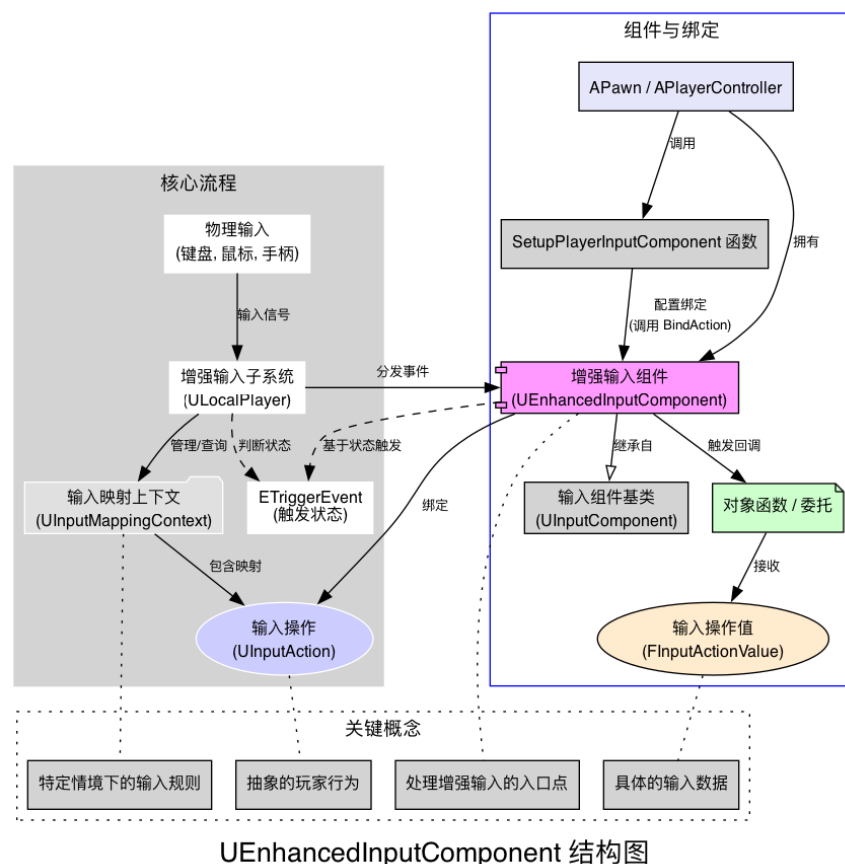 组件与绑定
APawn / APlayerController
调用
核心流程
物理输入
(键盘, 鼠标, 手柄)
SetupPlayerInputComponent 函数
拥有
输入信号
配置绑定
(调用 BindAction)
增强输入子系统
(ULocalPlayer)
分发事件
增强输入组件
(UEnhancedInputComponent)
管理/查询
判断状态
基于状态触发
继承自
触发回调
输入映射上下文
(UInputMappingContext)
ETriggerEvent
(触发状态)
绑定
输入组件基类
(UInputComponent)
对象函数 / 委托
包含映射
接收
输入操作
(UInputAction)
输入操作值
(FInputActionValue)
关键概念
特定情境下的输入规则
抽象的玩家行为
处理增强输入的入口点
具体的输入数据
UEnhancedInputComponent 结构图